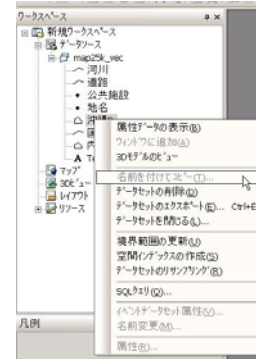 ワークスペース
新規ワークスペース
データソース
map25k_vec
河川
道路
公共施設
地名
マップ
3Dビュー
レイアウト
リソース
属性データの表示(B)
ウィンドウに追加(A)
3Dモデルのビュー
名前を付けてコピー(T)...
データセットの削除(D)
データセットのエクスポート(E)... Ctrl+E
データセットを閉じる(L)...
境界範囲の更新(U)
空間インデックスの作成(S)
データセットのリサンプリング(R)
SQLクエリ(Q)...
イベントデータセット属性(V)...
名前変更(M)...
属性(R)...
凡例